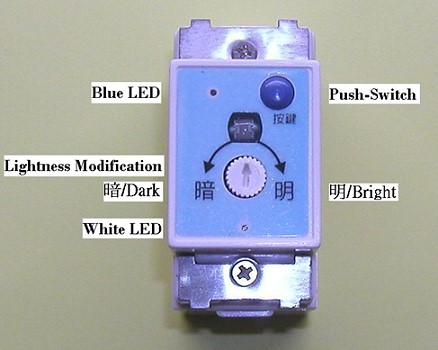 Blue LED
Push-Switch
按鍵
Lightness Modification
暗/Dark
暗
明
明/Bright
White LED